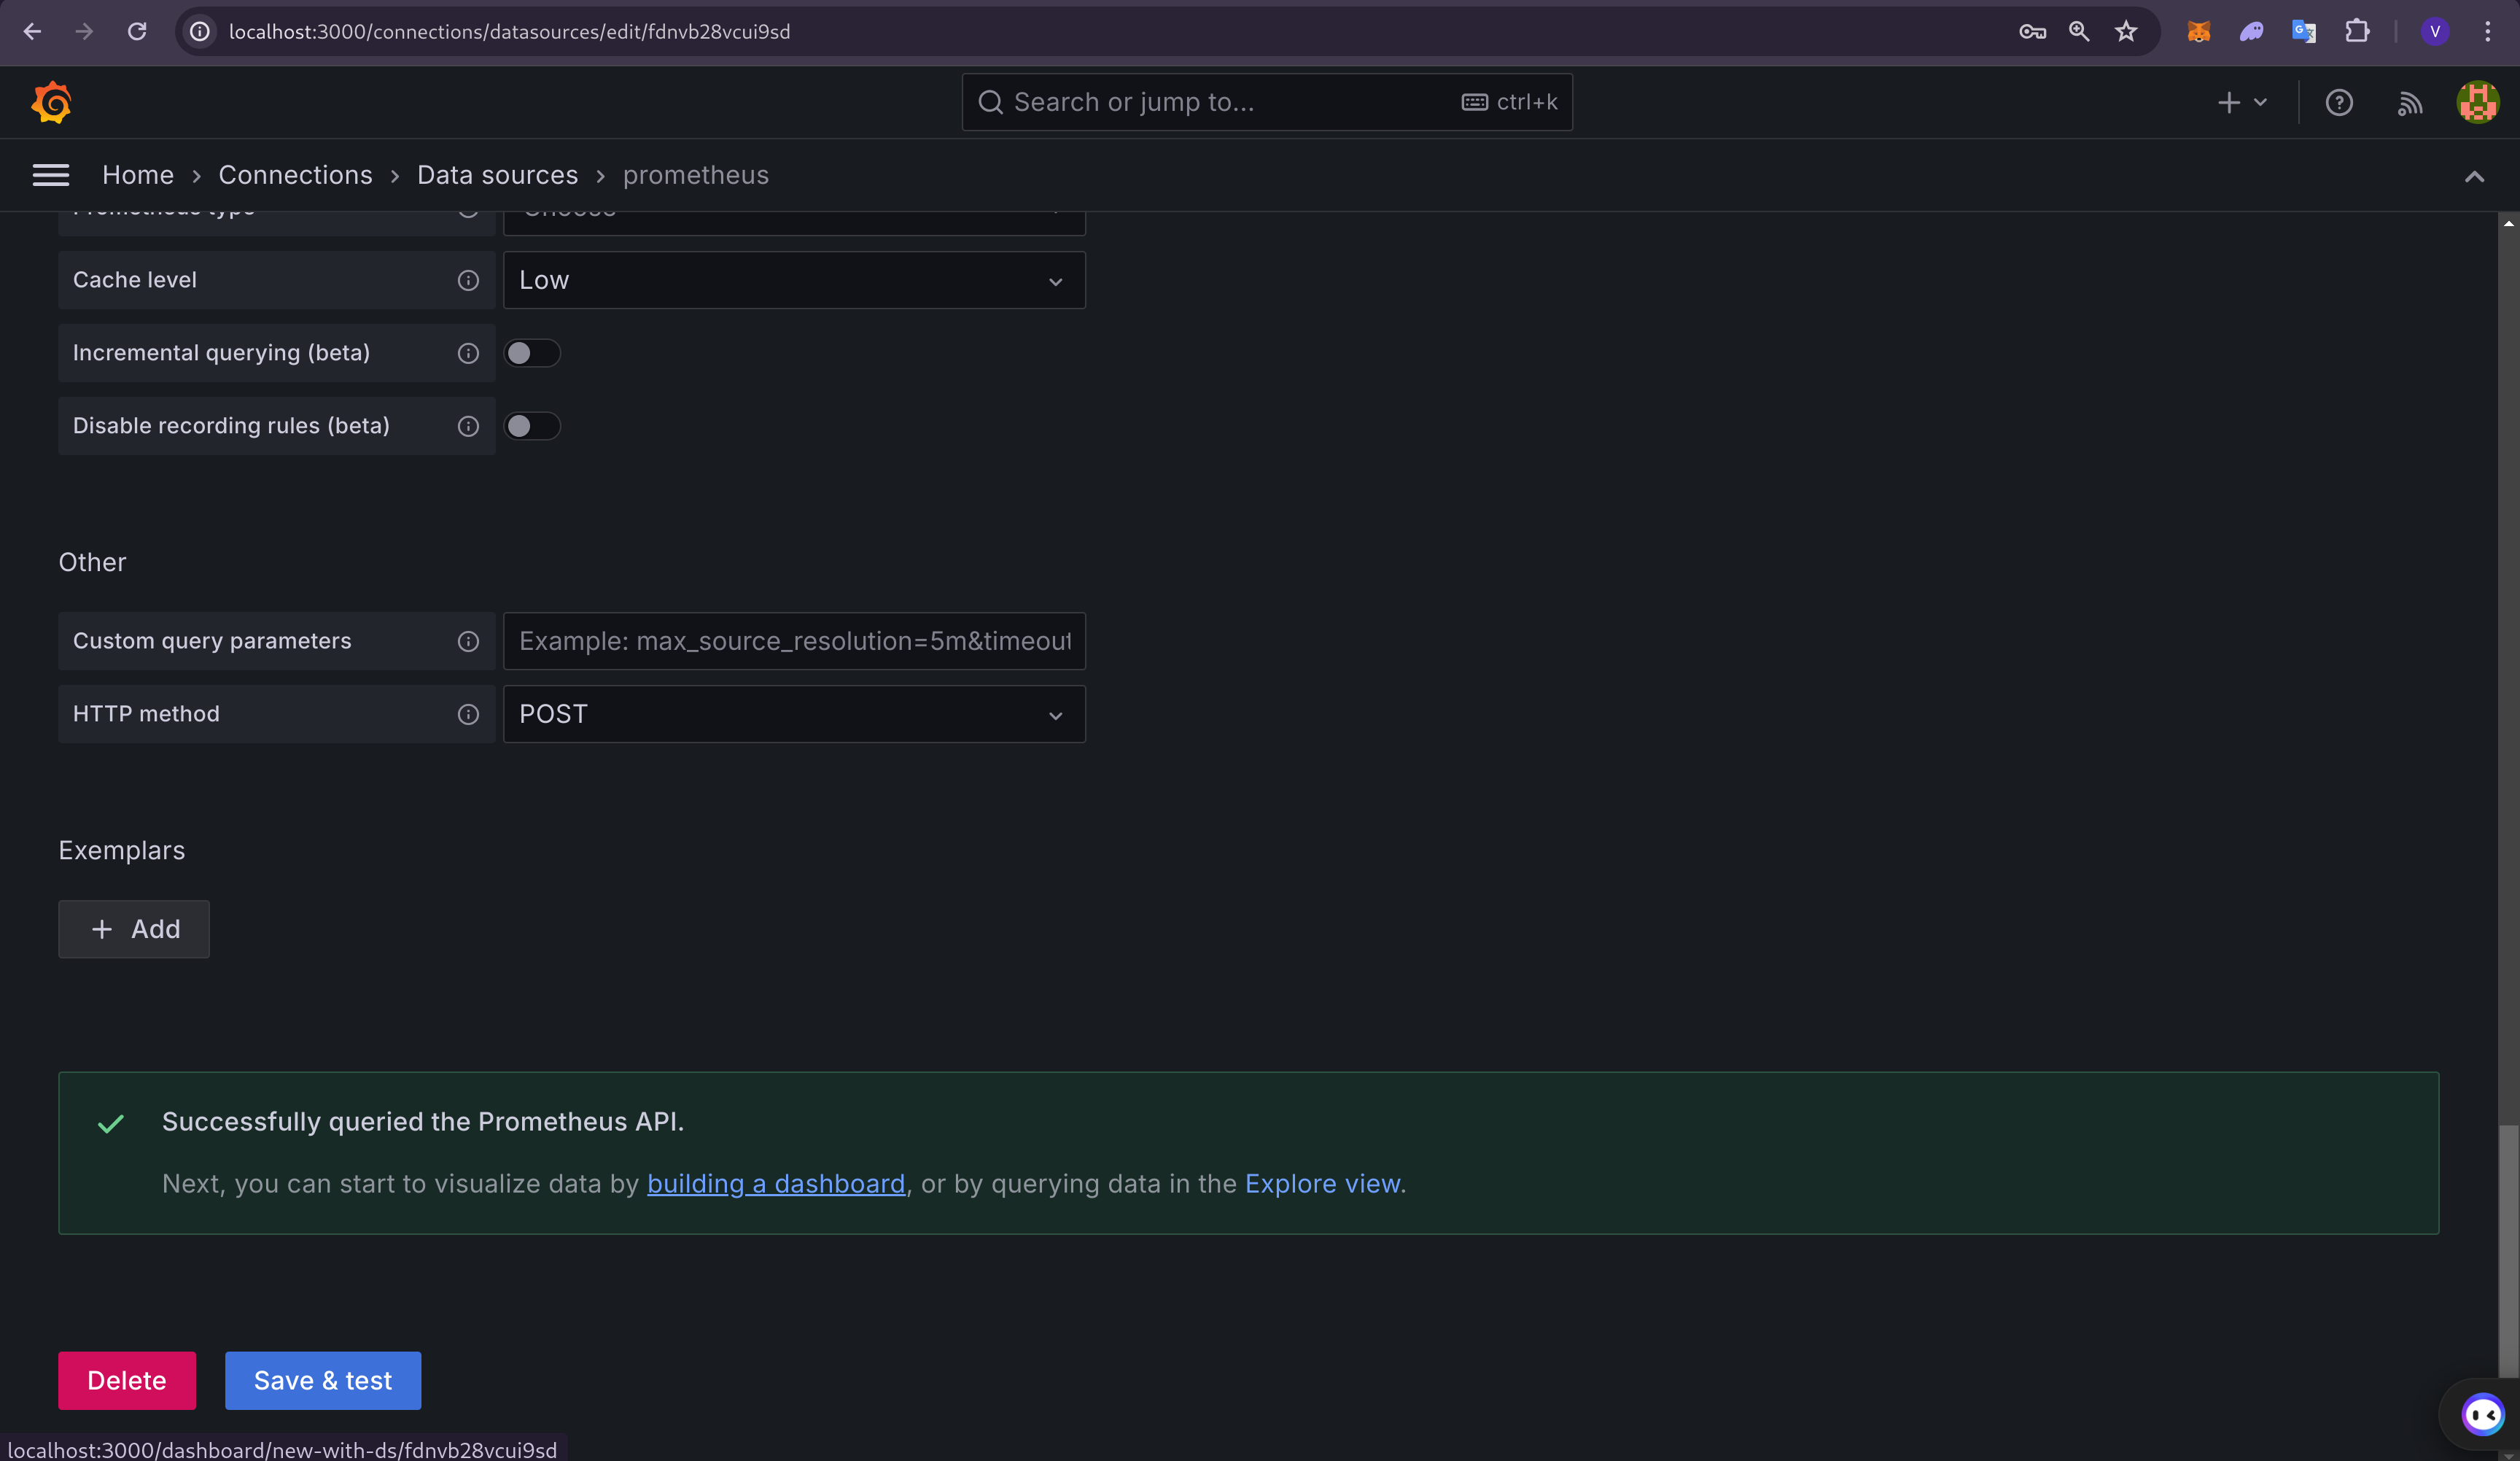 localhost:3000/connections/datasources/edit/fdnvb28vcui9sd
V
Search or jump to...
ctrl+k
Home > Connections > Data sources > prometheus
Prometheus type
Choose
Cache level
Low
Incremental querying (beta)
Disable recording rules (beta)
Other
Custom query parameters
Example: max_source_resolution=5m&timeout
HTTP method
POST
Exemplars
+ Add
Successfully queried the Prometheus API.
Next, you can start to visualize data by building a dashboard, or by querying data in the Explore view.
Delete
Save & test
localhost:3000/dashboard/new-with-ds/fdnvb28vcui9sd